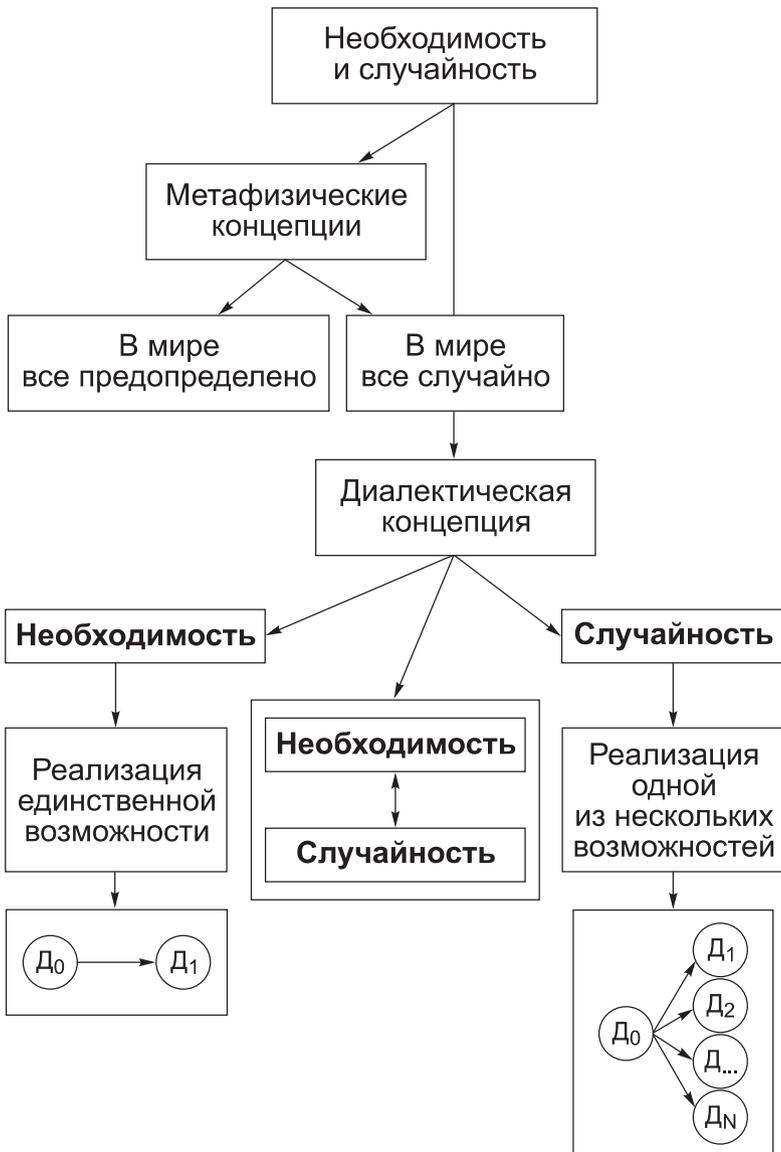 Необходимость
и случайность
Метафизические
концепции
В мире
все предопределено
В мире
все случайно
Диалектическая
концепция
Необходимость
Случайность
Реализация
единственной
возможности
Необходимость
Случайность
Реализация
одной
из нескольких
возможностей
Д₀
Д₁
Д₀
Д₁
Д₂
Д...
Д_N